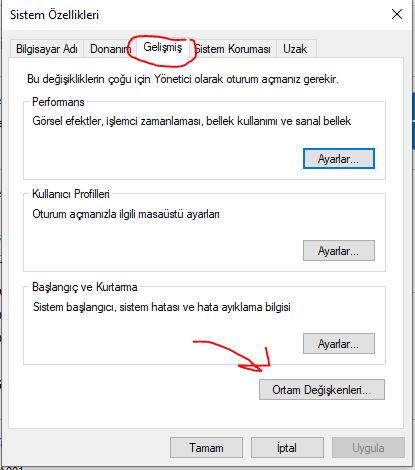 Sistem Özellikleri
Bilgisayar Adı Donanım Gelişmiş Sistem Koruması Uzak
Bu değişikliklerin çoğu için Yönetici olarak oturum açmanız gerekir.
Performans
Görsel efektler, işlemci zamanlaması, bellek kullanımı ve sanal bellek
Ayarlar...
Kullanıcı Profilleri
Oturum açmanızla ilgili masaüstü ayarları
Ayarlar...
Başlangıç ve Kurtarma
Sistem başlangıcı, sistem hatası ve hata ayıklama bilgisi
Ayarlar...
Ortam Değişkenleri...
Tamam İptal Uygula